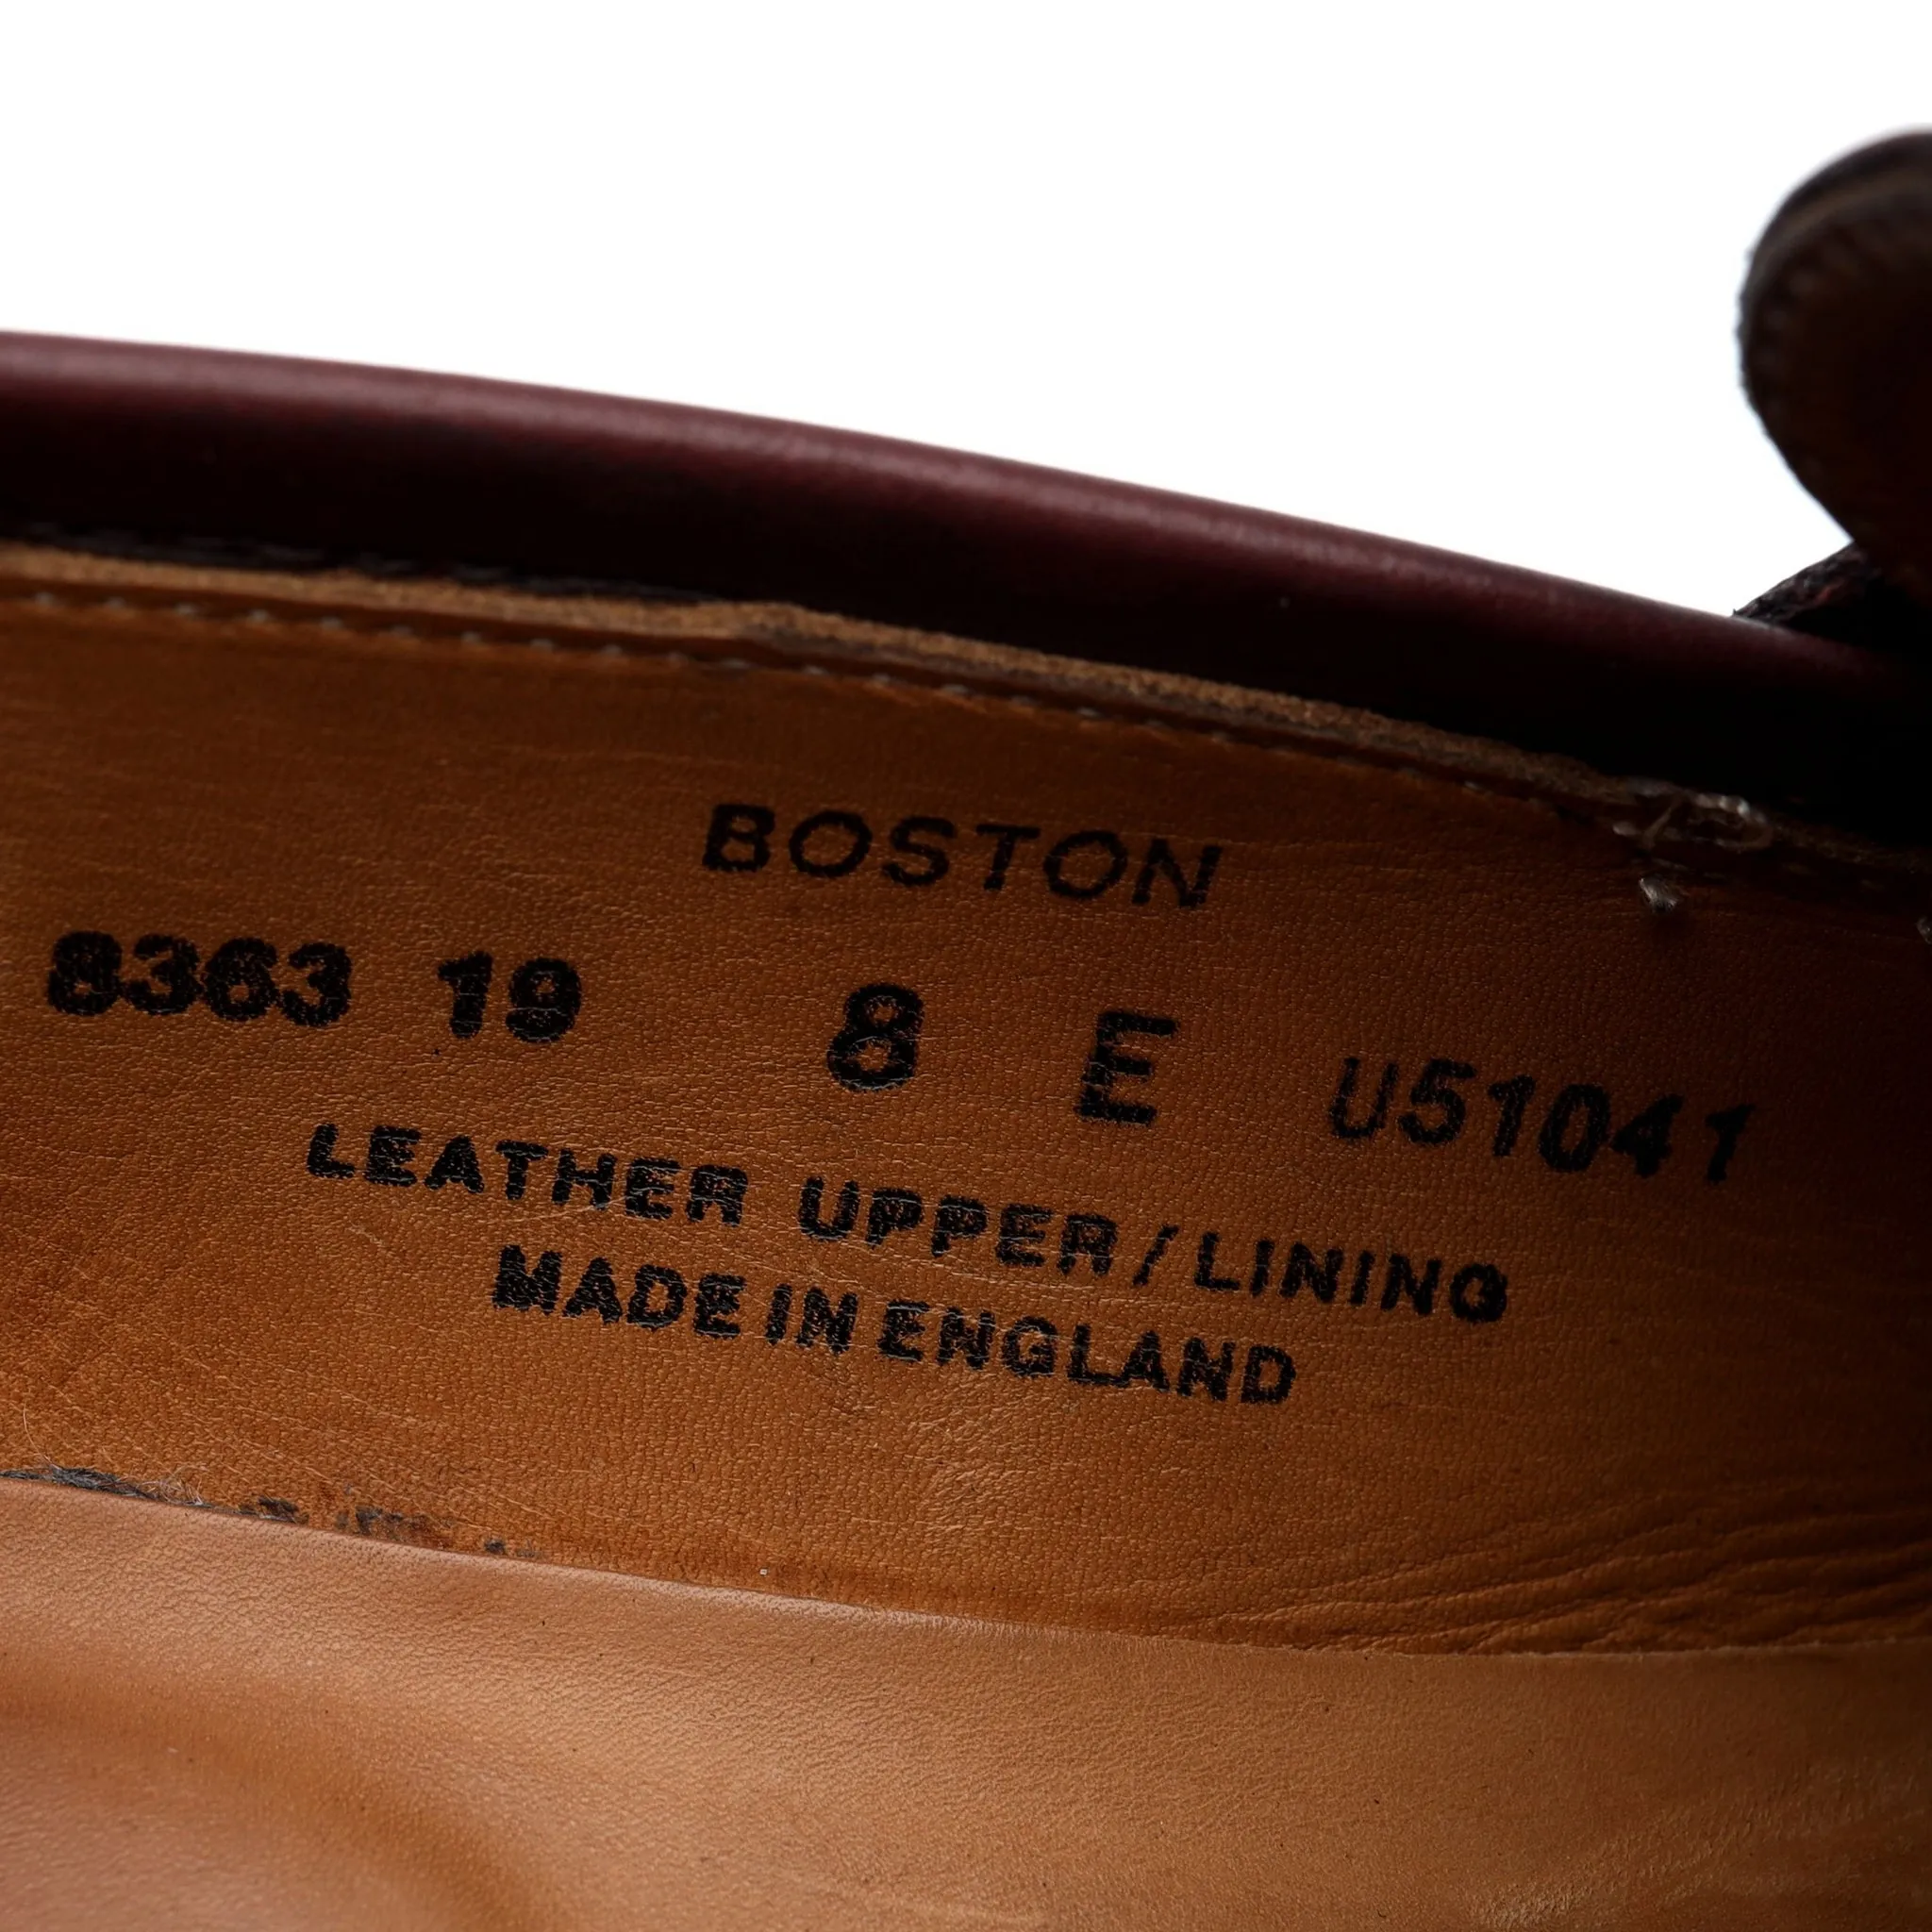 BOSTON
8363 19 8 E U51041
LEATHER UPPER/LINING
MADE IN ENGLAND